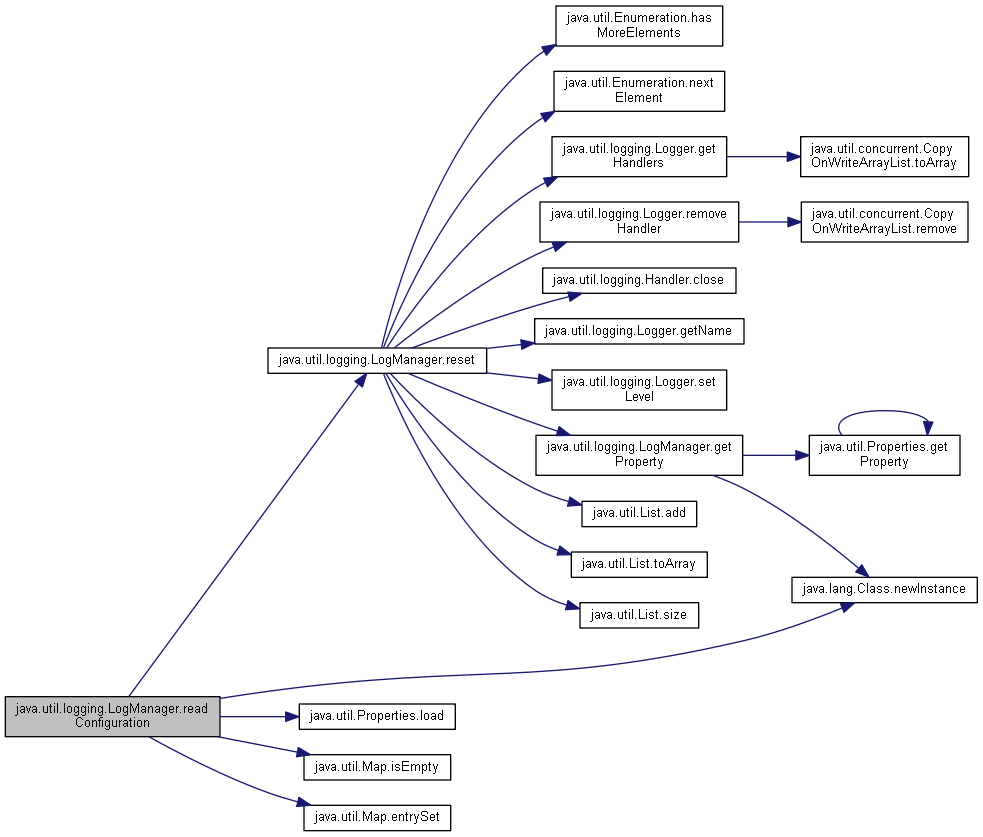 java.util.Enumeration.has
MoreElements
java.util.Enumeration.next
Element
java.util.logging.Logger.get
Handlers
java.util.concurrent.Copy
OnWriteArrayList.toArray
java.util.logging.Logger.remove
Handler
java.util.concurrent.Copy
OnWriteArrayList.remove
java.util.logging.Handler.close
java.util.logging.Logger.getName
java.util.logging.LogManager.reset
java.util.logging.Logger.set
Level
java.util.logging.LogManager.get
Property
java.util.Properties.get
Property
java.util.List.add
java.util.List.toArray
java.lang.Class.newInstance
java.util.List.size
java.util.logging.LogManager.read
Configuration
java.util.Properties.load
java.util.Map.isEmpty
java.util.Map.entrySet